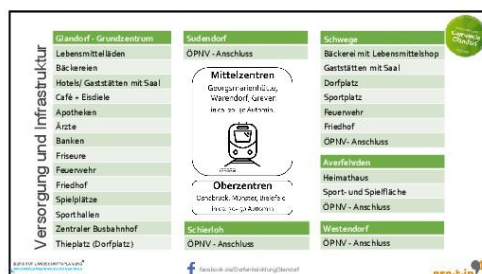 Versorgung und Infrastruktur
Glandorf - Grundzentrum
Lebensmittelläden
Bäckereien
Hotels/ Gaststätten mit Saal
Café + Eisdiele
Apotheken
Ärzte
Banken
Friseure
Feuerwehr
Friedhof
Spielplätze
Sporthallen
Zentraler Busbahnhof
Thieplatz (Dorfplatz)
Sudendorf
ÖPNV - Anschluss
Mittelzentren
Georgsmarienhütte,
Warendorf, Greven
Oberzentren
Osnabrück, Münster, Bielefeld
Schierloh
ÖPNV - Anschluss
Schwege
Bäckerei mit Lebensmittelshop
Gaststätten mit Saal
Dorfplatz
Sportplatz
Feuerwehr
Friedhof
ÖPNV- Anschluss
Averfehrden
Heimathaus
Sport- und Spielfläche
ÖPNV - Anschluss
Westendorf
ÖPNV - Anschluss
facebook.de/DorfentwicklungGlandorf